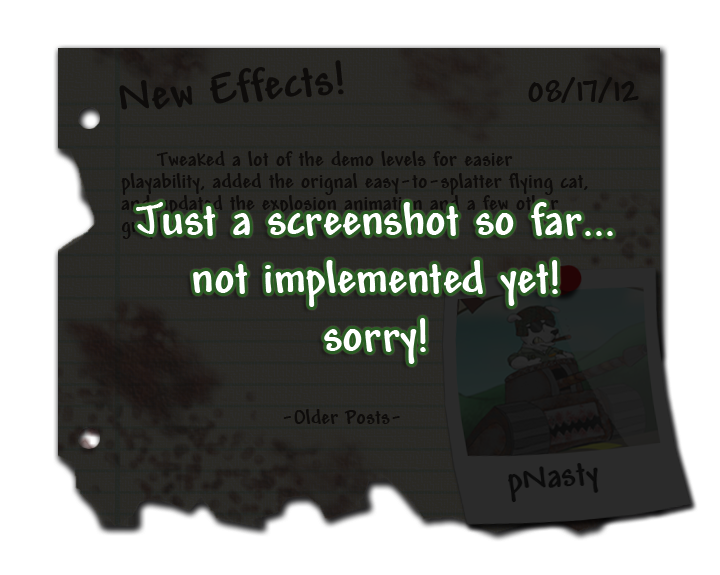 New Effects!
08/17/12
Tweaked a lot of the demo levels for easier
playability, added the orignal easy-to-splatter flying cat,
and updated the explosion animation and a few other
Just a screenshot so far...
not implemented yet!
sorry!
-Older Posts-
pNasty